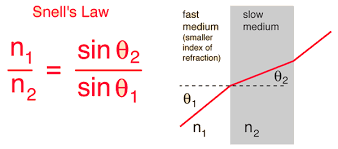 Snell's Law
n₁ / n₂ = sin θ₂ / sin θ₁
fast
medium
(smaller
index of
refraction)
slow
medium
θ₁
θ₂
n₁
n₂